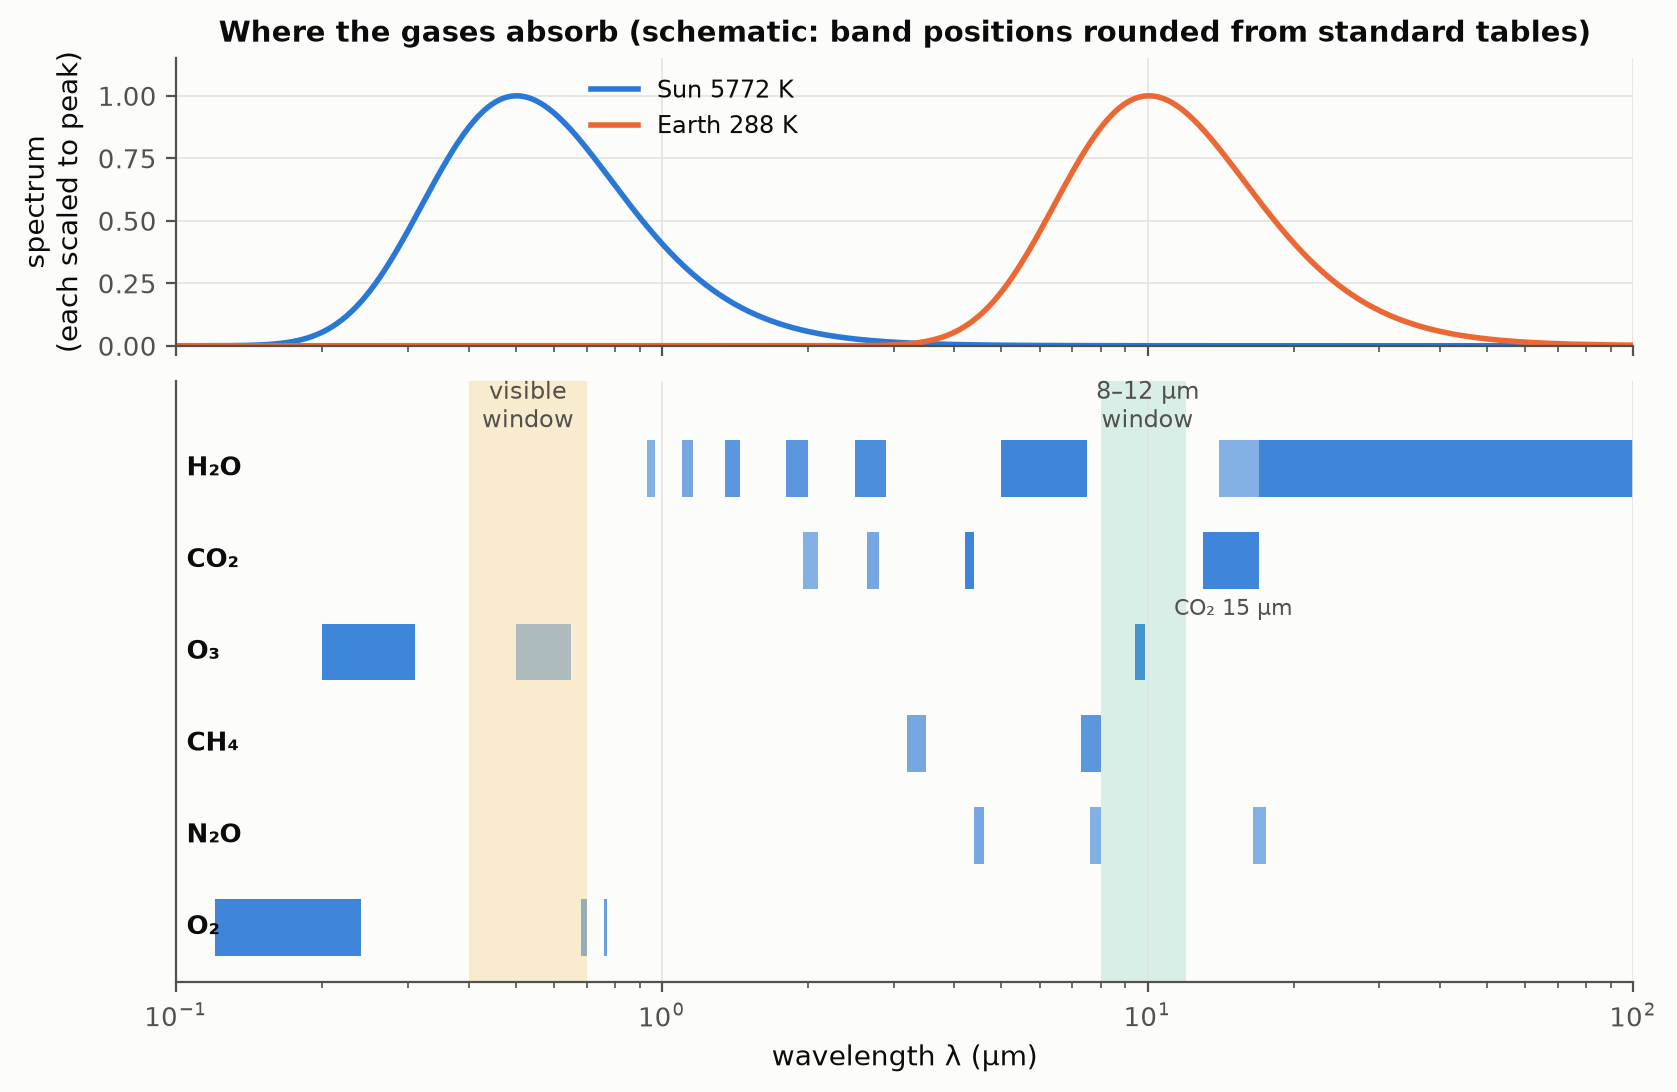 Where the gases absorb (schematic: band positions rounded from standard tables)
spectrum
(each scaled to peak)
1.00
0.75
0.50
0.25
0.00
Sun 5772 K
Earth 288 K
visible
window
8–12 µm
window
H₂O
CO₂
CO₂ 15 µm
O₃
CH₄
N₂O
O₂
10⁻¹
10⁰
10¹
10²
wavelength λ (µm)